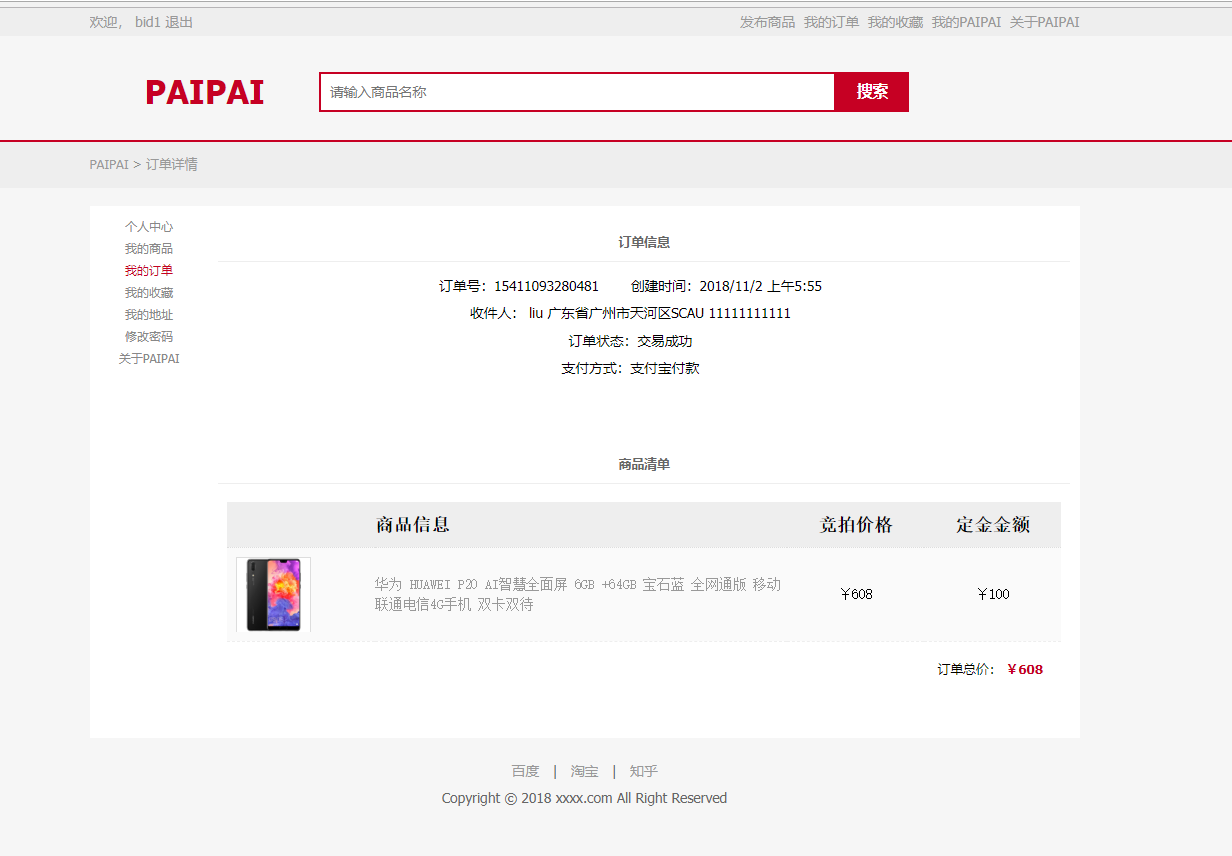 欢迎， bid1 退出
发布商品 我的订单 我的收藏 我的PAIPAI 关于PAIPAI
PAIPAI
请输入商品名称
搜索
PAIPAI > 订单详情
个人中心
我的商品
我的订单
我的收藏
我的地址
修改密码
关于PAIPAI
订单信息
订单号：15411093280481 创建时间：2018/11/2 上午5:55
收件人： liu 广东省广州市天河区SCAU 11111111111
订单状态：交易成功
支付方式：支付宝付款
商品清单
商品信息 竞拍价格 定金金额
华为 HUAWEI P20 AI智慧全面屏 6GB +64GB 宝石蓝 全网通版 移动
联通电信4G手机 双卡双待
￥608 ￥100
订单总价： ￥608
百度 | 淘宝 | 知乎
Copyright © 2018 xxxx.com All Right Reserved